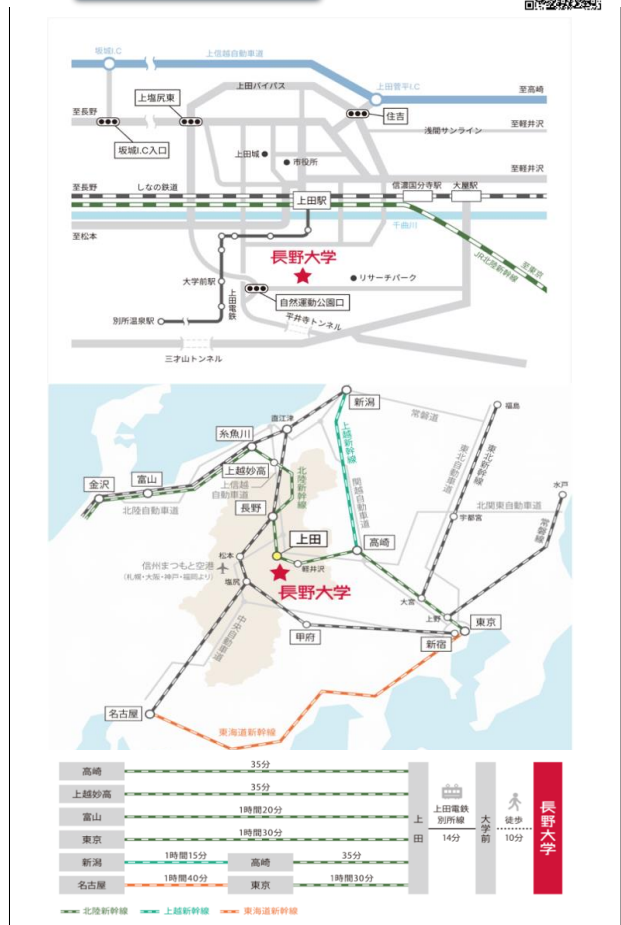 坂城I.C
上信越自動車道
上田菅平I.C
上田バイパス
至高崎
上塩尻東
至長野
住吉
浅間サンライン
至軽井沢
坂城I.C入口
上田城
市役所
至軽井沢
至長野
しなの鉄道
上田駅
信濃国分寺駅
大屋駅
千曲川
至松本
長野大学
至東京
JR北陸新幹線
大学前駅
上田電鉄
リサーチパーク
自然運動公園口
別所温泉駅
平井寺トンネル
三才山トンネル
新潟
福島
常磐道
直江津
糸魚川
上越新幹線
東北自動車道
東北新幹線
上越妙高
北陸新幹線
富山
金沢
上信越
自動車道
関越自動車道
水戸
北陸自動車道
北関東自動車道
長野
宇都宮
常磐線
上田
高崎
松本
軽井沢
信州まつもと空港
(札幌・大阪・神戸・福岡より)
塩尻
長野大学
大宮
上野
中央自動車道
甲府
新宿
東京
名古屋
東海道新幹線
高崎
35分
上越妙高
35分
富山
1時間20分
東京
1時間30分
新潟
1時間15分
高崎
35分
名古屋
1時間40分
東京
1時間30分
上田
上田電鉄
別所線
14分
大学前
徒歩
10分
長野大学
北陸新幹線
上越新幹線
東海道新幹線